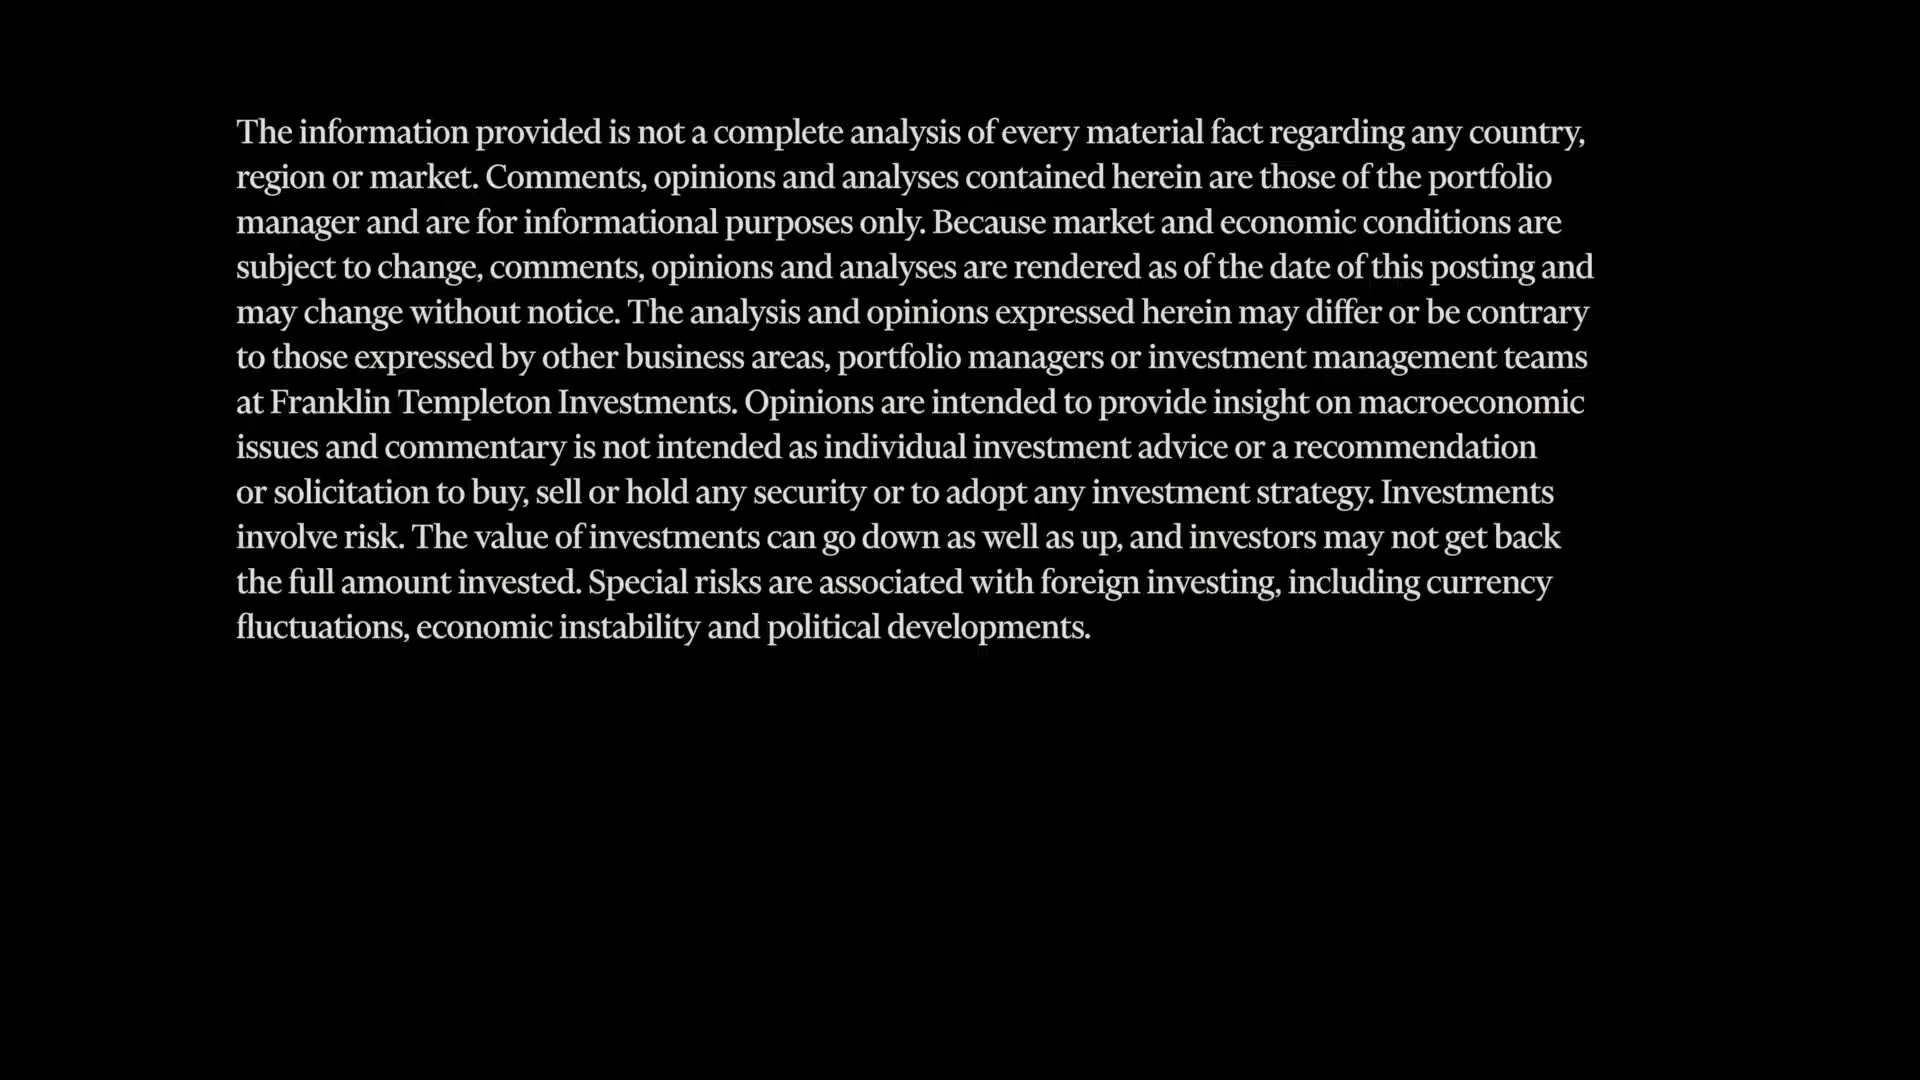 The information provided is not a complete analysis of every material fact regarding any country,
region or market. Comments, opinions and analyses contained herein are those of the portfolio
manager and are for informational purposes only. Because market and economic conditions are
subject to change, comments, opinions and analyses are rendered as of the date of this posting and
may change without notice. The analysis and opinions expressed herein may differ or be contrary
to those expressed by other business areas, portfolio managers or investment management teams
at Franklin Templeton Investments. Opinions are intended to provide insight on macroeconomic
issues and commentary is not intended as individual investment advice or a recommendation
or solicitation to buy, sell or hold any security or to adopt any investment strategy. Investments
involve risk. The value of investments can go down as well as up, and investors may not get back
the full amount invested. Special risks are associated with foreign investing, including currency
fluctuations, economic instability and political developments.